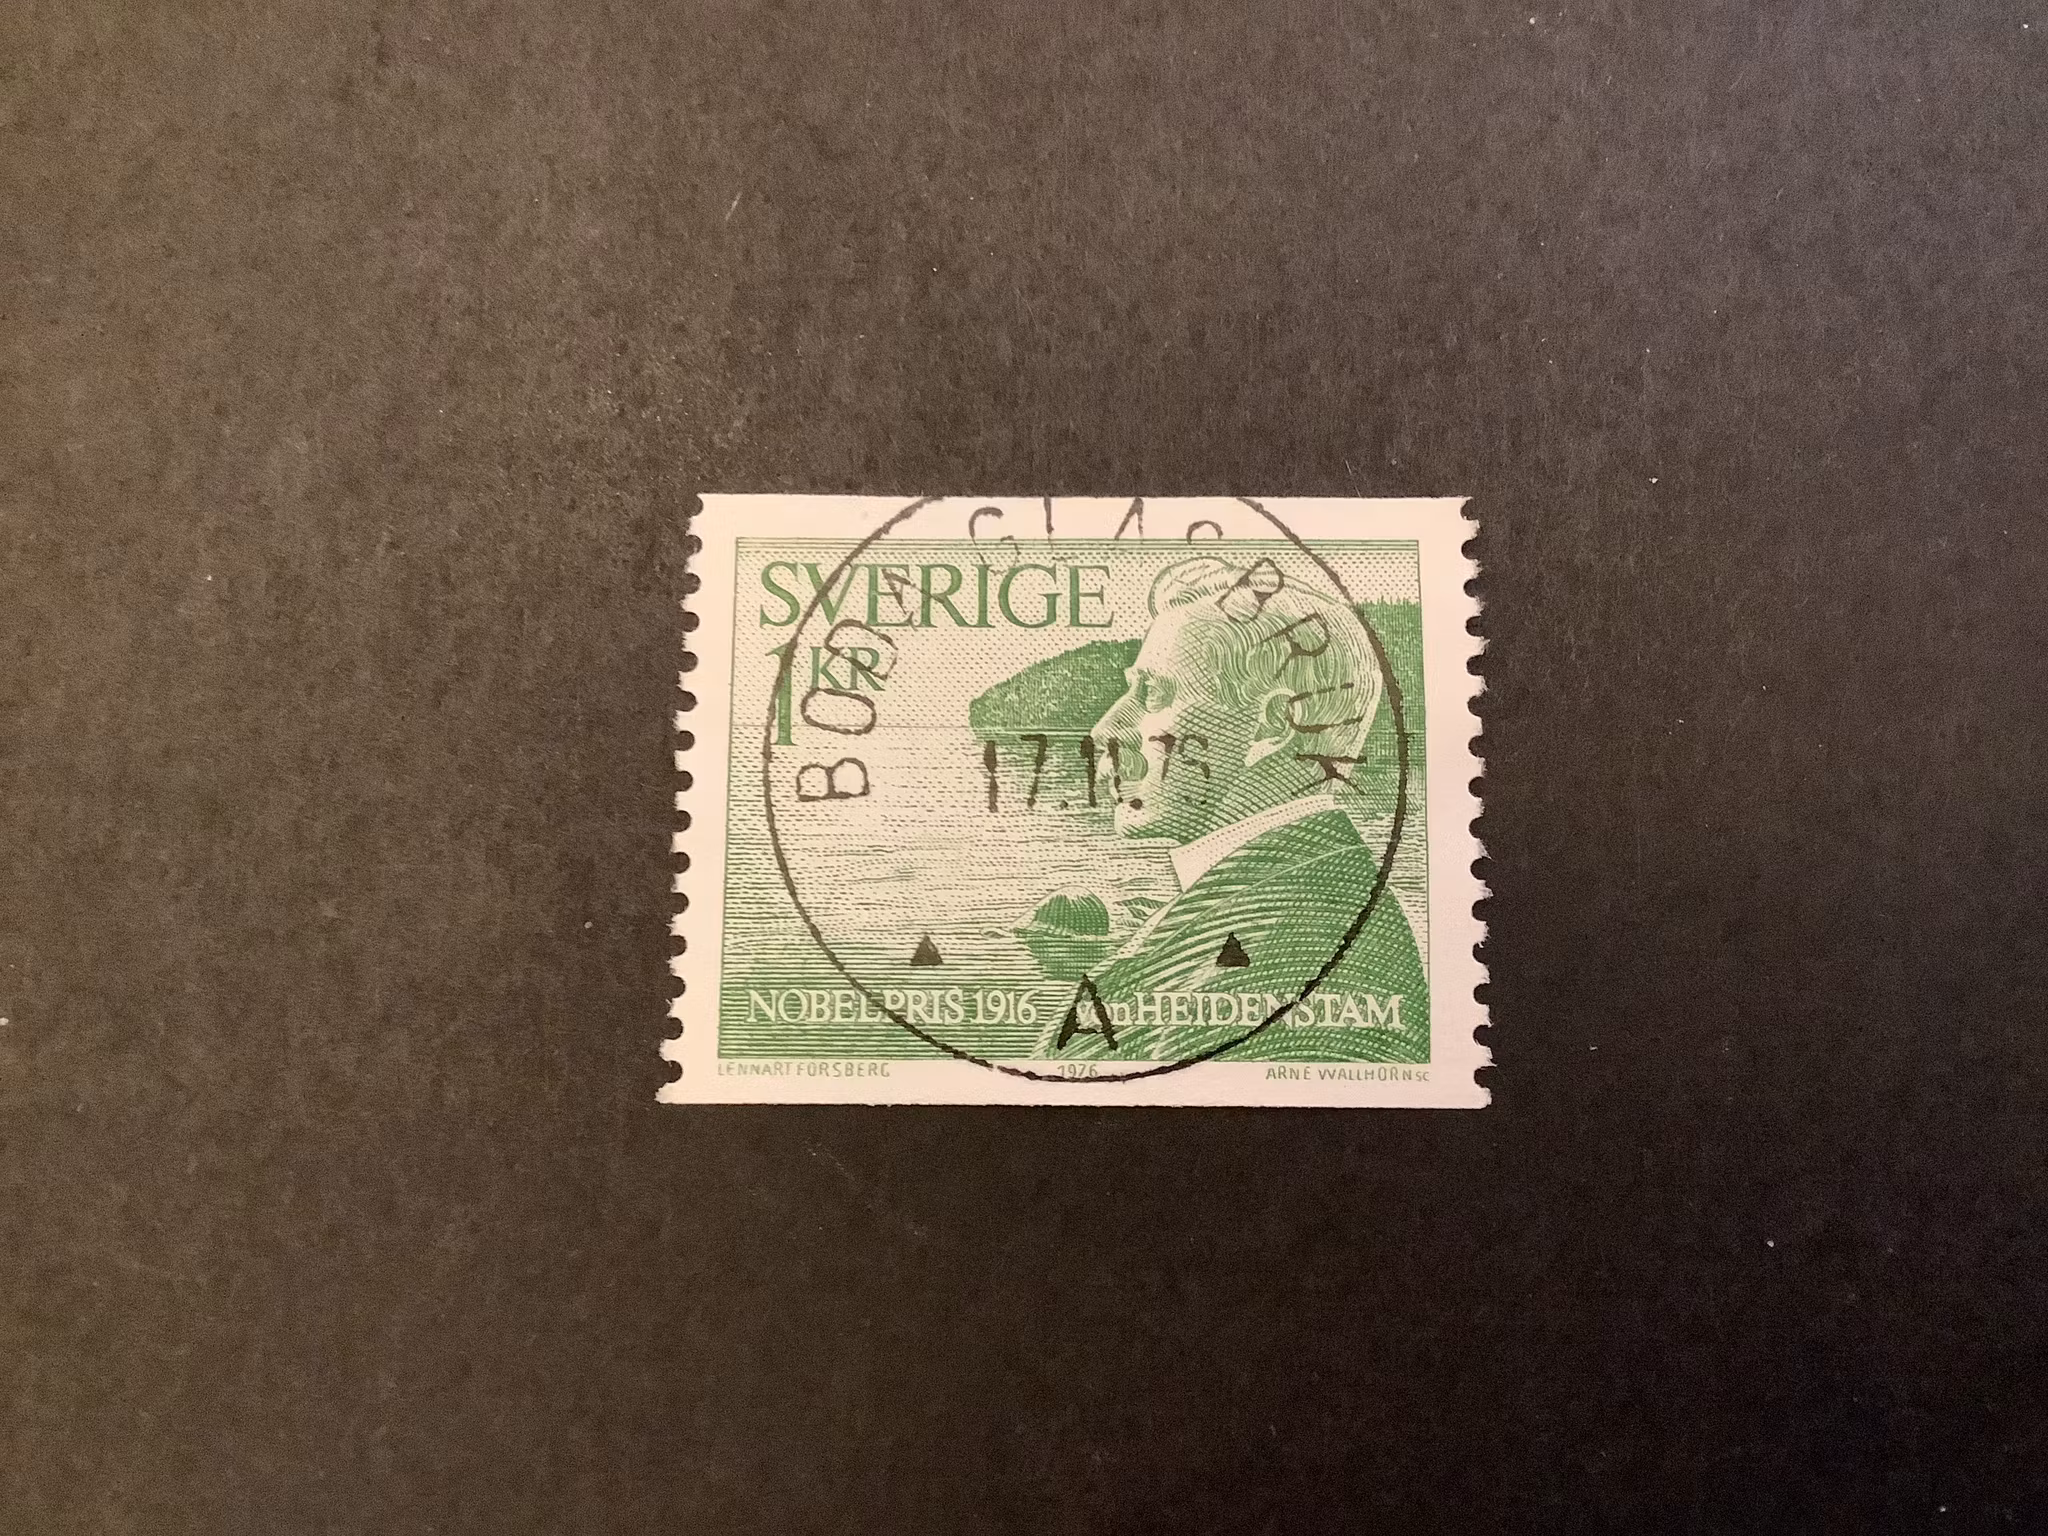 SVERIGE
1 KR
BODA GLASBRUK
17.11.76
A
NOBELPRIS 1916 von HEIDENSTAM
LENNART FORSBERG 1976 ARNE WALLHORN SC